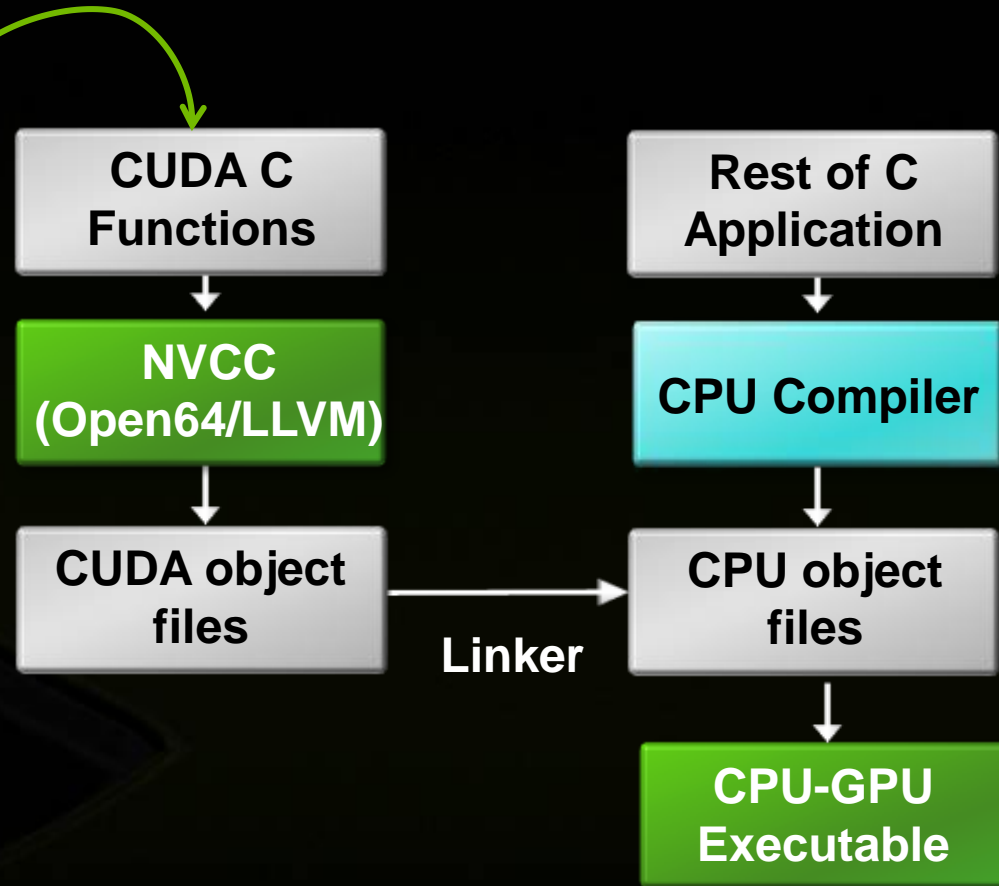 CUDA C
Functions
Rest of C
Application
NVCC
(Open64/LLVM)
CPU Compiler
CUDA object
files
Linker
CPU object
files
CPU-GPU
Executable